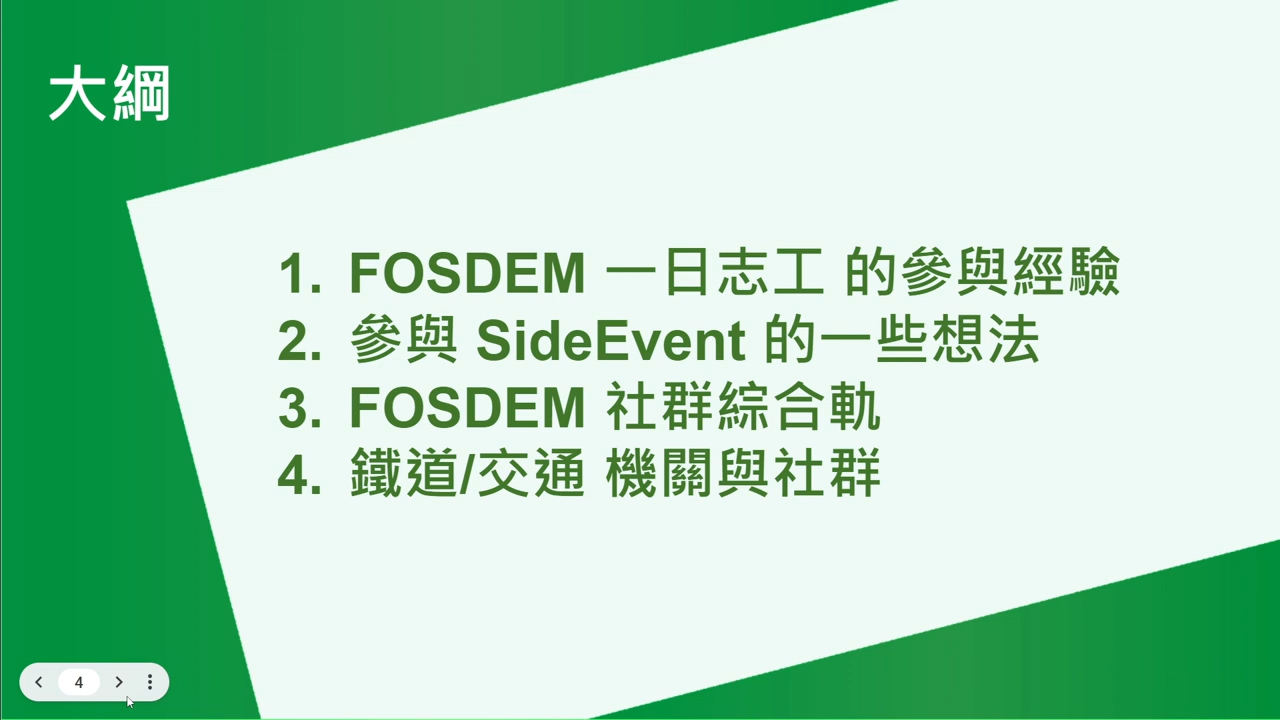 大綱
1. FOSDEM 一日志工 的參與經驗
2. 參與 SideEvent 的一些想法
3. FOSDEM 社群綜合軌
4. 鐵道/交通 機關與社群
4